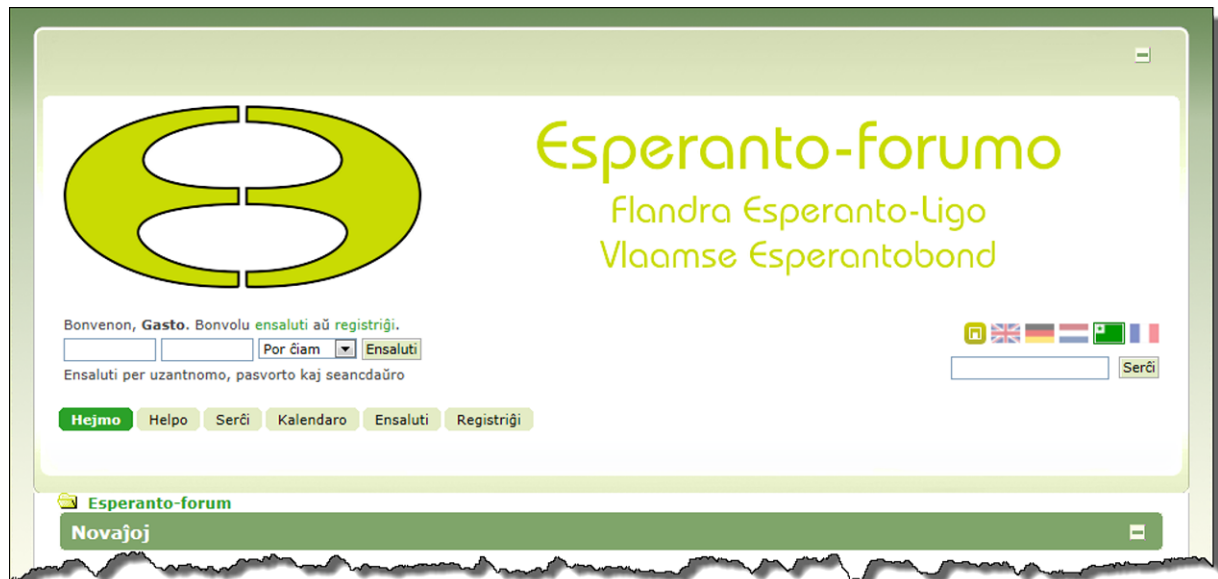 Esperanto-forumo
Flandra Esperanto-Ligo
Vlaamse Esperantobond
Bonvenon, Gasto. Bonvolu ensaluti aŭ registriĝi.
Por ĉiam Ensaluti
Ensaluti per uzantnomo, pasvorto kaj seancdaŭro
Serĉi
Hejmo Helpo Serĉi Kalendaro Ensaluti Registriĝi
Esperanto-forum
Novaĵoj